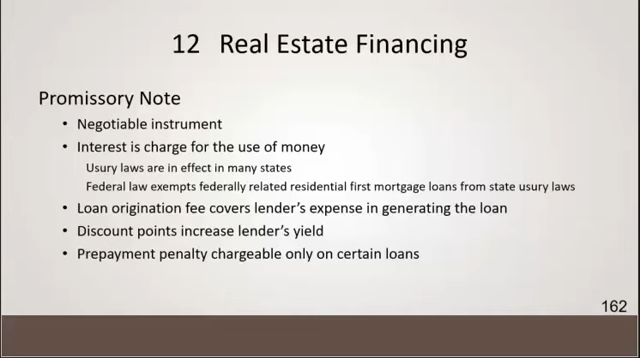 12 Real Estate Financing
Promissory Note
• Negotiable instrument
• Interest is charge for the use of money
Usury laws are in effect in many states
Federal law exempts federally related residential first mortgage loans from state usury laws
• Loan origination fee covers lender's expense in generating the loan
• Discount points increase lender's yield
• Prepayment penalty chargeable only on certain loans
162